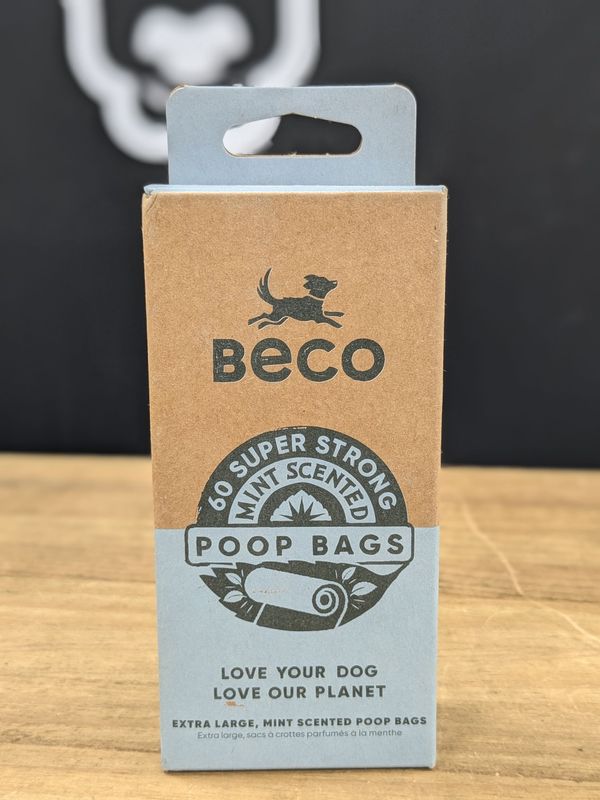 Beco
60 SUPER STRONG
MINT SCENTED
POOP BAGS
LOVE YOUR DOG
LOVE OUR PLANET
EXTRA LARGE, MINT SCENTED POOP BAGS
Extra large, sacs à crottes parfumés à la menthe